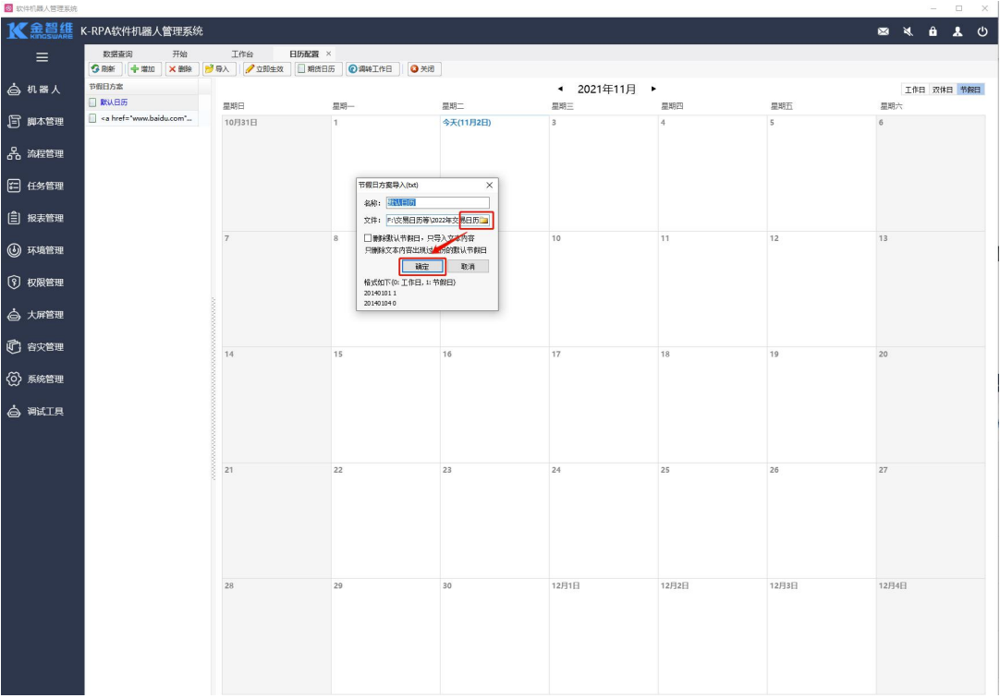 软件机器人管理系统
金智维 KINGSWARE K-RPA软件机器人管理系统
数据查询 开始 工作台 日历配置 ×
刷新 增加 删除 导入 立即生效 期货日历 调转工作日 关闭
机器人
脚本管理
流程管理
任务管理
报表管理
环境管理
权限管理
大屏管理
容灾管理
系统管理
调试工具
节假日方案
默认日历
<a href="www.baidu.com"...
2021年11月
工作日 双休日 节假日
星期日 星期一 星期二 星期三 星期四 星期五 星期六
10月31日 1 今天(11月2日) 3 4 5 6
7 8 10 11 12 13
14 15 16 17 18 19 20
21 22 23 24 25 26 27
28 29 30 12月1日 12月2日 12月3日 12月4日
节假日方案导入(txt)
名称: 默认日历
文件: F:\交易日历等\2022年交易日历
删除默认节假日，只导入文本内容
只删除文本内容出现过 历的默认节假日
确定 取消
格式如下(0: 工作日, 1: 节假日)
20140101 1
20140104 0